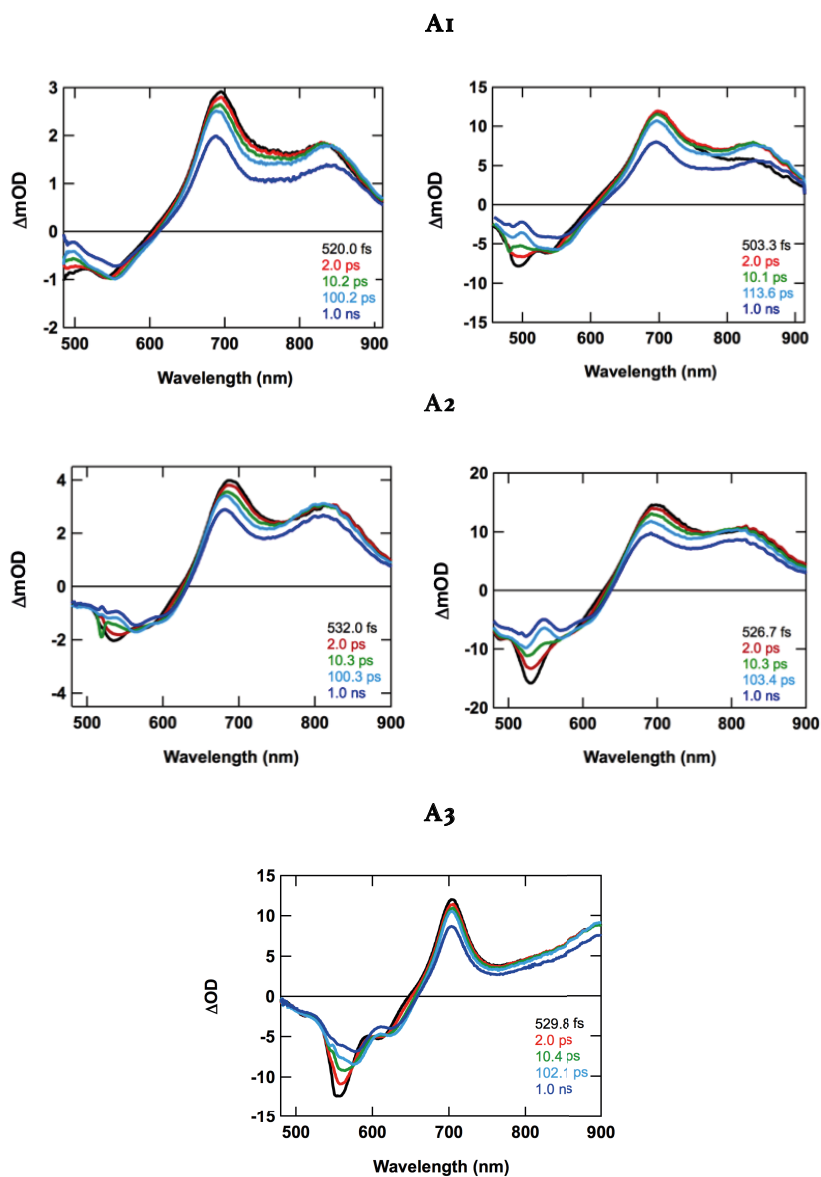 A1
3
2
1
0
-1
-2
ΔmOD
500
600
700
800
900
Wavelength (nm)
520.0 fs
2.0 ps
10.2 ps
100.2 ps
1.0 ns
15
10
5
0
-5
-10
-15
ΔmOD
500
600
700
800
900
Wavelength (nm)
503.3 fs
2.0 ps
10.1 ps
113.6 ps
1.0 ns
A2
4
2
0
-2
-4
ΔmOD
500
600
700
800
900
Wavelength (nm)
532.0 fs
2.0 ps
10.3 ps
100.3 ps
1.0 ns
20
10
0
-10
-20
ΔmOD
500
600
700
800
900
Wavelength (nm)
526.7 fs
2.0 ps
10.3 ps
103.4 ps
1.0 ns
A3
15
10
5
0
-5
-10
-15
ΔOD
500
600
700
800
900
Wavelength (nm)
529.8 fs
2.0 ps
10.4 ps
102.1 ps
1.0 ns